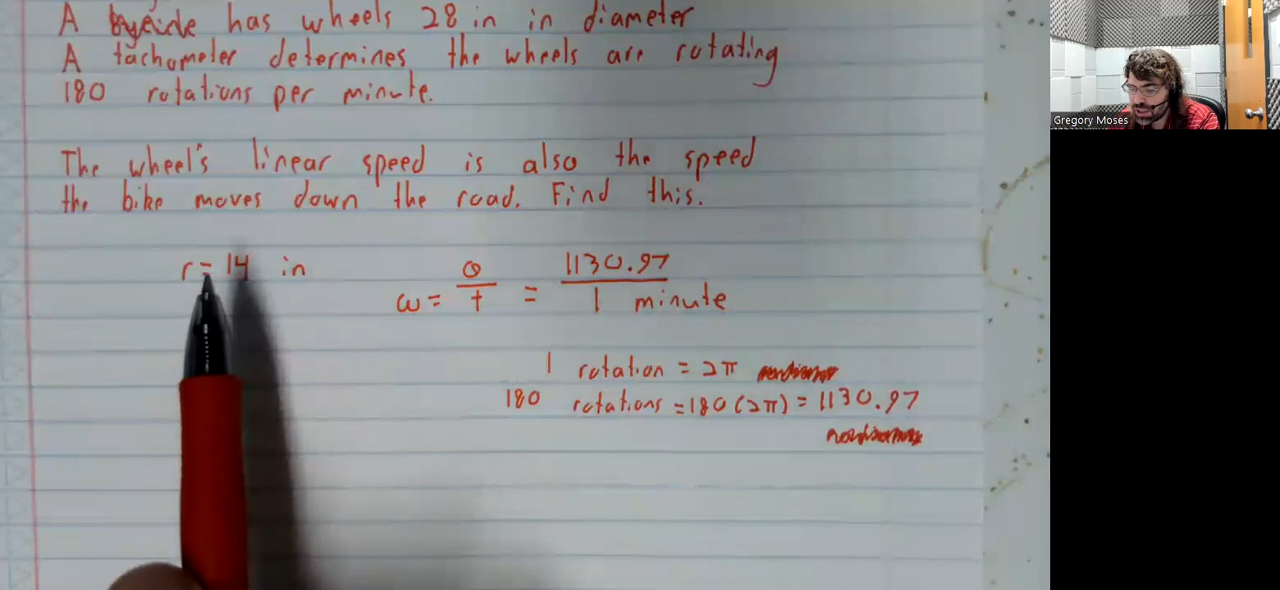 A bycicle has wheels 28 in in diameter
A tachometer determines the wheels are rotating
180 rotations per minute.
The wheel's linear speed is also the speed
the bike moves down the road. Find this.
r = 14 in
ω = θ/t = 1130.97/1 minute
1 rotation = 2π
180 rotations = 180(2π) = 1130.97
Gregory Moses